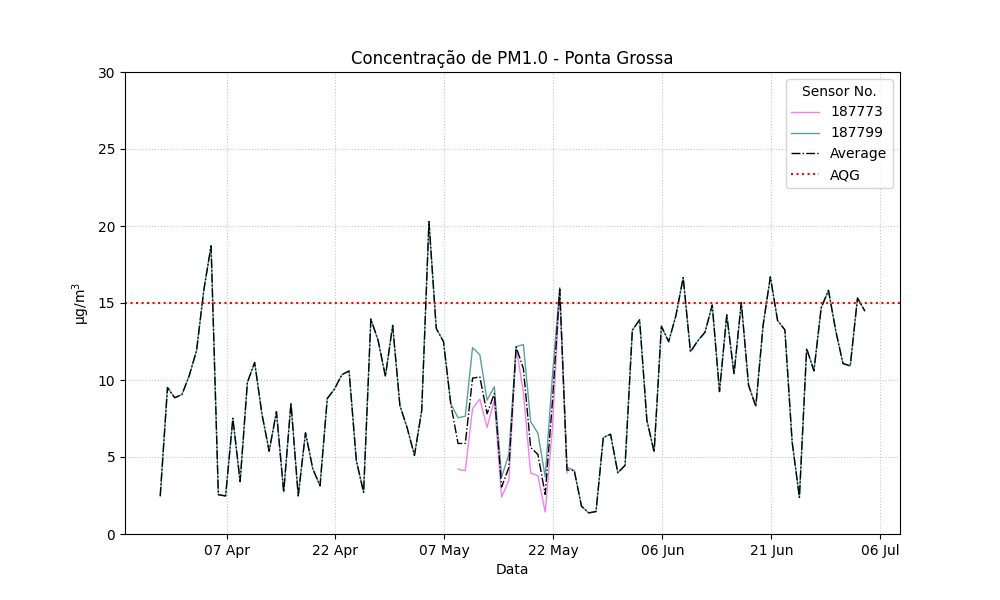 Concentração de PM1.0 - Ponta Grossa
30
25
20
15
10
5
0
µg/m³
Sensor No.
187773
187799
Average
AQG
07 Apr
22 Apr
07 May
22 May
06 Jun
21 Jun
06 Jul
Data